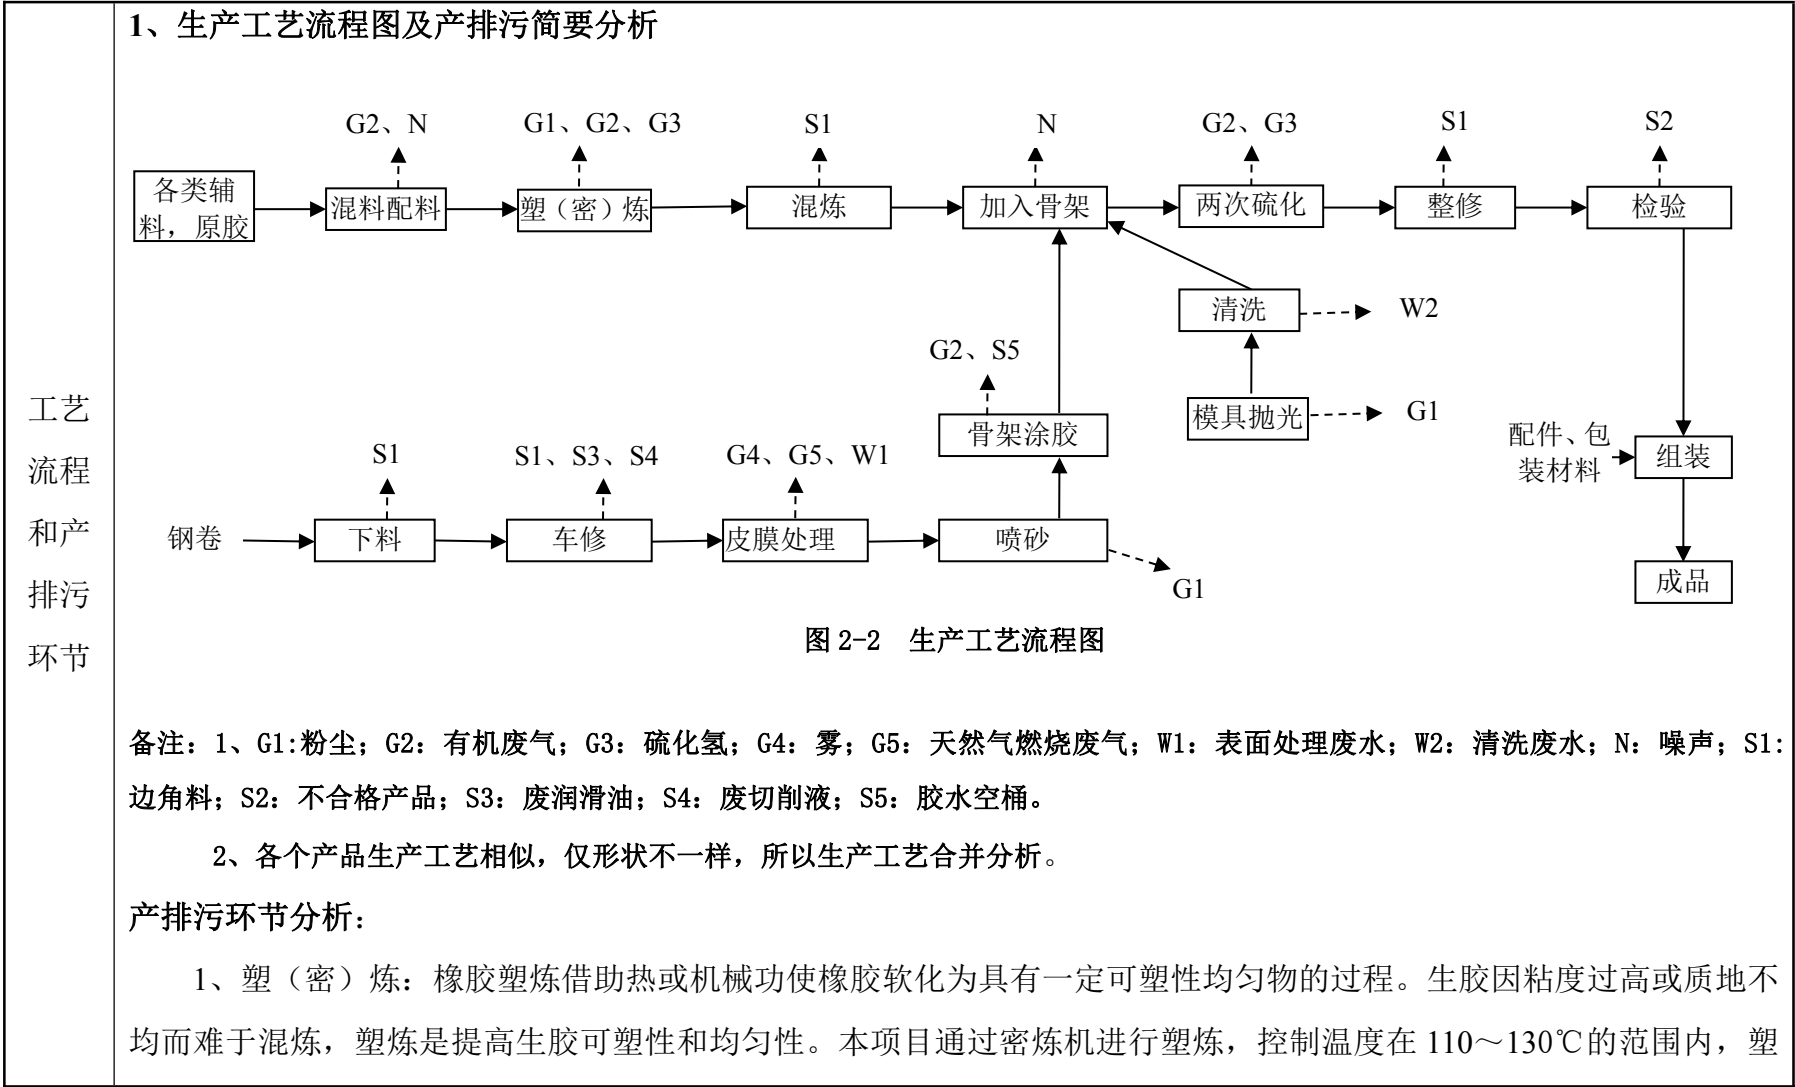 1、生产工艺流程图及产排污简要分析
G2、N
G1、G2、G3
S1
N
G2、G3
S1
S2
各类辅
料，原胶
混料配料
塑（密）炼
混炼
加入骨架
两次硫化
整修
检验
清洗
W2
G2、S5
模具抛光
G1
骨架涂胶
配件、包
装材料
组装
S1
S1、S3、S4
G4、G5、W1
钢卷
下料
车修
皮膜处理
喷砂
G1
成品
图 2-2 生产工艺流程图
工艺
流程
和产
排污
环节
备注：1、G1:粉尘；G2：有机废气；G3：硫化氢；G4：雾；G5：天然气燃烧废气；W1：表面处理废水；W2：清洗废水；N：噪声；S1:
边角料；S2：不合格产品；S3：废润滑油；S4：废切削液；S5：胶水空桶。
2、各个产品生产工艺相似，仅形状不一样，所以生产工艺合并分析。
产排污环节分析：
1、塑（密）炼：橡胶塑炼借助热或机械功使橡胶软化为具有一定可塑性均匀物的过程。生胶因粘度过高或质地不
均而难于混炼，塑炼是提高生胶可塑性和均匀性。本项目通过密炼机进行塑炼，控制温度在 110～130℃的范围内，塑